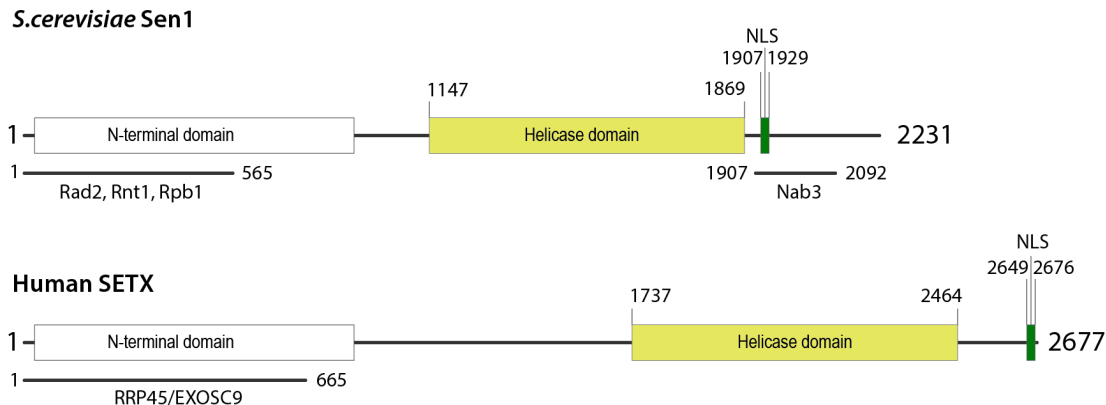 S.cerevisiae Sen1
NLS
1907 1929
1147 1869
1 N-terminal domain Helicase domain 2231
1 565 1907 2092
Rad2, Rnt1, Rpb1 Nab3
NLS
Human SETX
2649 2676
1737 2464
1 N-terminal domain Helicase domain 2677
1 665
RRP45/EXOSC9